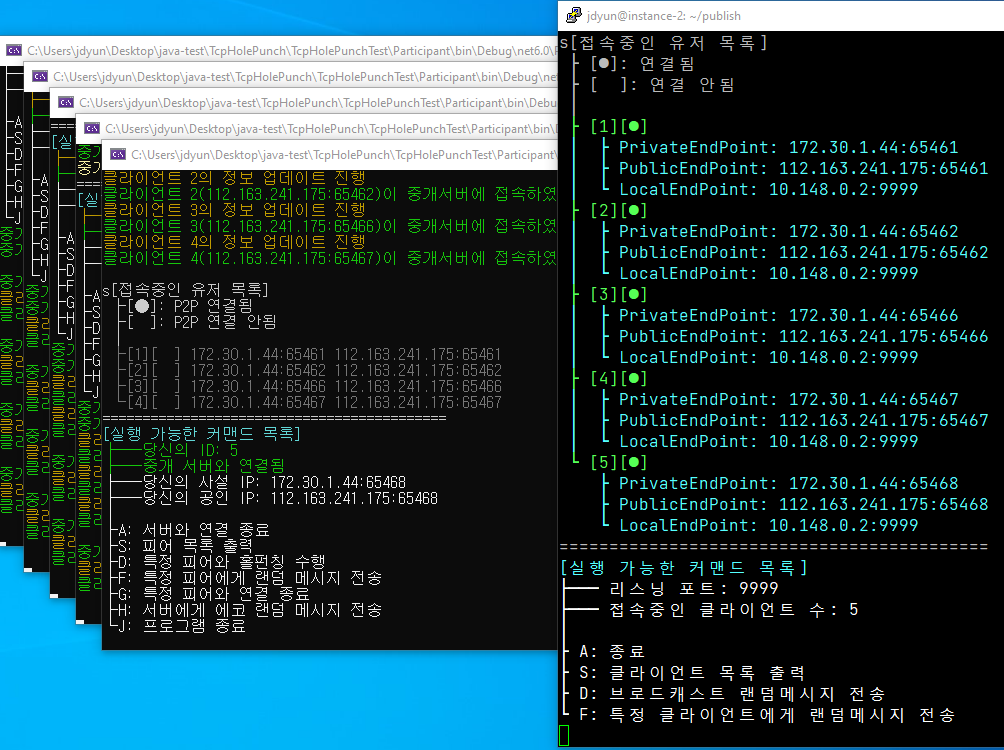 C:\Users\jdyun\Desktop\java-test\TcpHolePunch\TcpHolePunchTest\Participant\bin\Debug\net6.0\P
C:\Users\jdyun\Desktop\java-test\TcpHolePunch\TcpHolePunchTest\Participant\bin\Debug\net
C:\Users\jdyun\Desktop\java-test\TcpHolePunch\TcpHolePunchTest\Participant\bin\Debu
C:\Users\jdyun\Desktop\java-test\TcpHolePunch\TcpHolePunchTest\Participant\bin\
C:\Users\jdyun\Desktop\java-test\TcpHolePunch\TcpHolePunchTest\Participant
클라이언트 2의 정보 업데이트 진행
클라이언트 2(112.163.241.175:65462)이 중개서버에 접속하였
클라이언트 3의 정보 업데이트 진행
클라이언트 3(112.163.241.175:65466)이 중개서버에 접속하였
클라이언트 4의 정보 업데이트 진행
클라이언트 4(112.163.241.175:65467)이 중개서버에 접속하였
s[접속중인 유저 목록]
├[●]: P2P 연결됨
├[  ]: P2P 연결 안됨
├[1][  ] 172.30.1.44:65461 112.163.241.175:65461
├[2][  ] 172.30.1.44:65462 112.163.241.175:65462
├[3][  ] 172.30.1.44:65466 112.163.241.175:65466
└[4][  ] 172.30.1.44:65467 112.163.241.175:65467
===========================================
[실행 가능한 커맨드 목록]
├──당신의 ID: 5
├──중개 서버와 연결됨
├──당신의 사설 IP: 172.30.1.44:65468
├──당신의 공인 IP: 112.163.241.175:65468
├A: 서버와 연결 종료
├S: 피어 목록 출력
├D: 특정 피어와 홀펀칭 수행
├F: 특정 피어에게 랜덤 메시지 전송
├G: 특정 피어와 연결 종료
├H: 서버에게 에코 랜덤 메시지 전송
└J: 프로그램 종료
jdyun@instance-2: ~/publish
s[접속중인 유저 목록]
├ [●]: 연결됨
├ [  ]: 연결 안됨
├ [1][●]
├ PrivateEndPoint: 172.30.1.44:65461
├ PublicEndPoint: 112.163.241.175:65461
└ LocalEndPoint: 10.148.0.2:9999
├ [2][●]
├ PrivateEndPoint: 172.30.1.44:65462
├ PublicEndPoint: 112.163.241.175:65462
└ LocalEndPoint: 10.148.0.2:9999
├ [3][●]
├ PrivateEndPoint: 172.30.1.44:65466
├ PublicEndPoint: 112.163.241.175:65466
└ LocalEndPoint: 10.148.0.2:9999
├ [4][●]
├ PrivateEndPoint: 172.30.1.44:65467
├ PublicEndPoint: 112.163.241.175:65467
└ LocalEndPoint: 10.148.0.2:9999
└ [5][●]
├ PrivateEndPoint: 172.30.1.44:65468
├ PublicEndPoint: 112.163.241.175:65468
└ LocalEndPoint: 10.148.0.2:9999
===========================================
[실행 가능한 커맨드 목록]
├── 리스닝 포트: 9999
├── 접속중인 클라이언트 수: 5
├ A: 종료
├ S: 클라이언트 목록 출력
├ D: 브로드캐스트 랜덤메시지 전송
└ F: 특정 클라이언트에게 랜덤메시지 전송